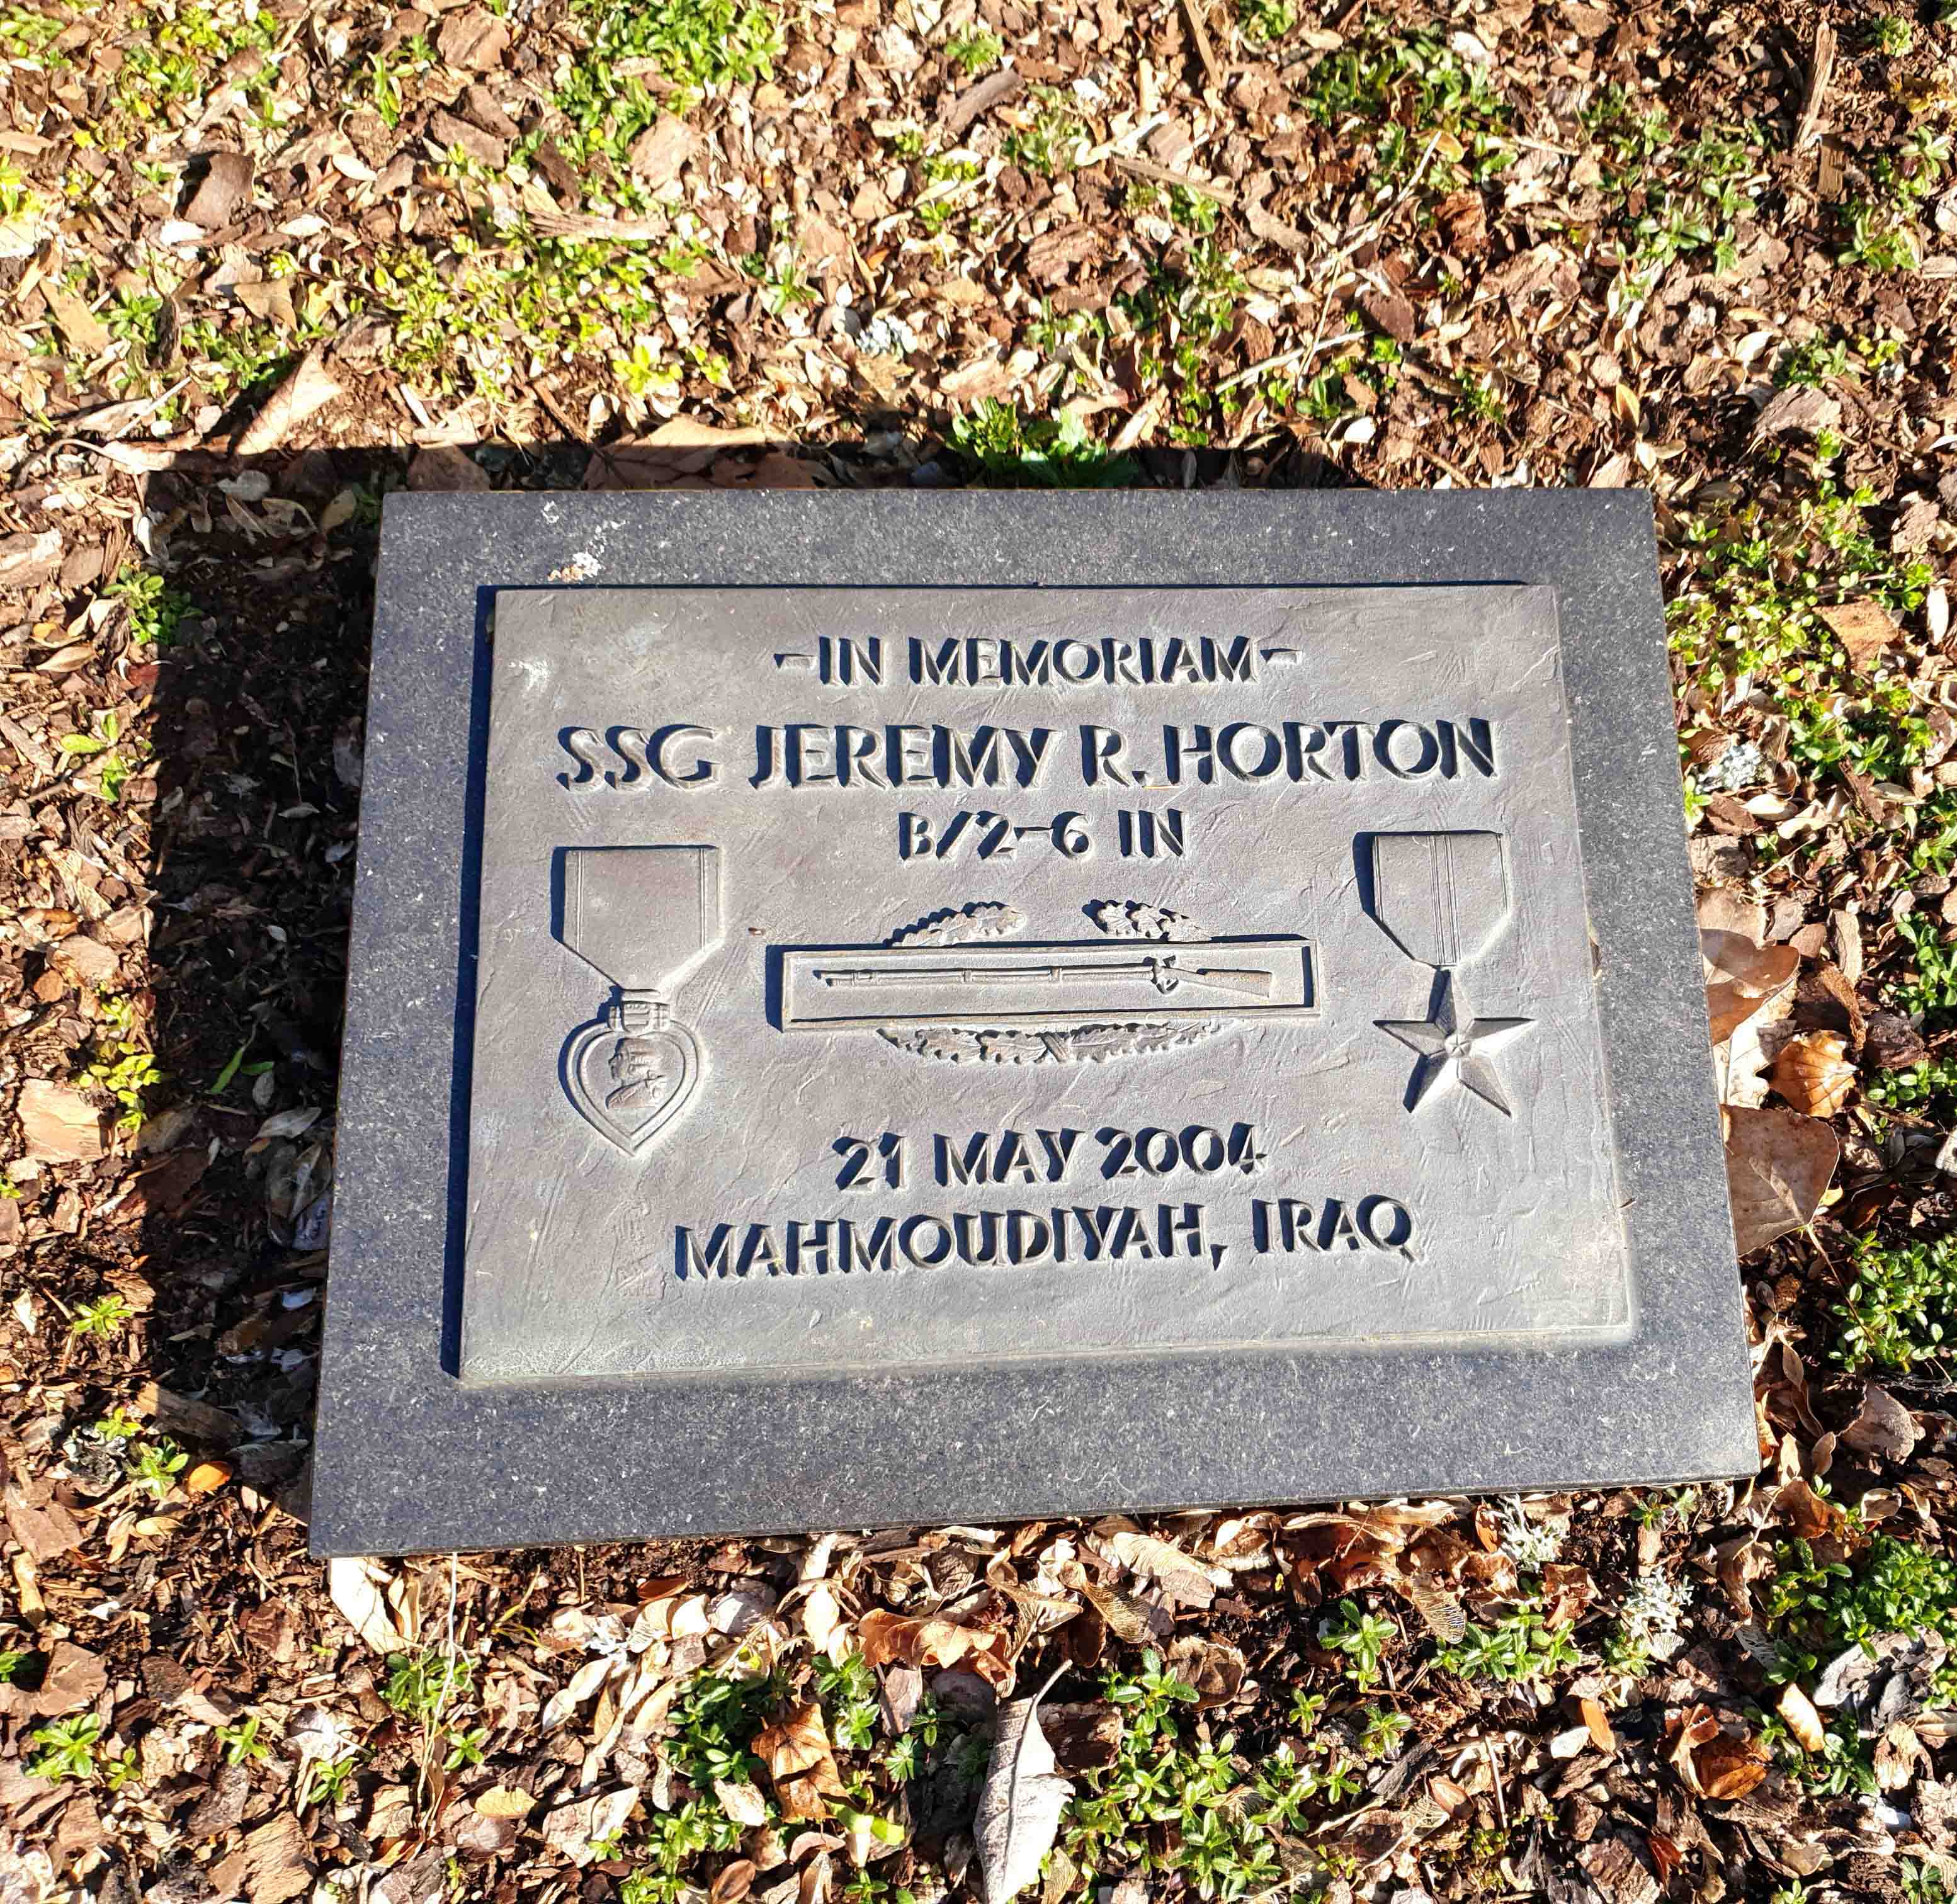 -IN MEMORIAM-
SSG JEREMY R. HORTON
B/2-6 IN
21 MAY 2004
MAHMOUDIYAH, IRAQ